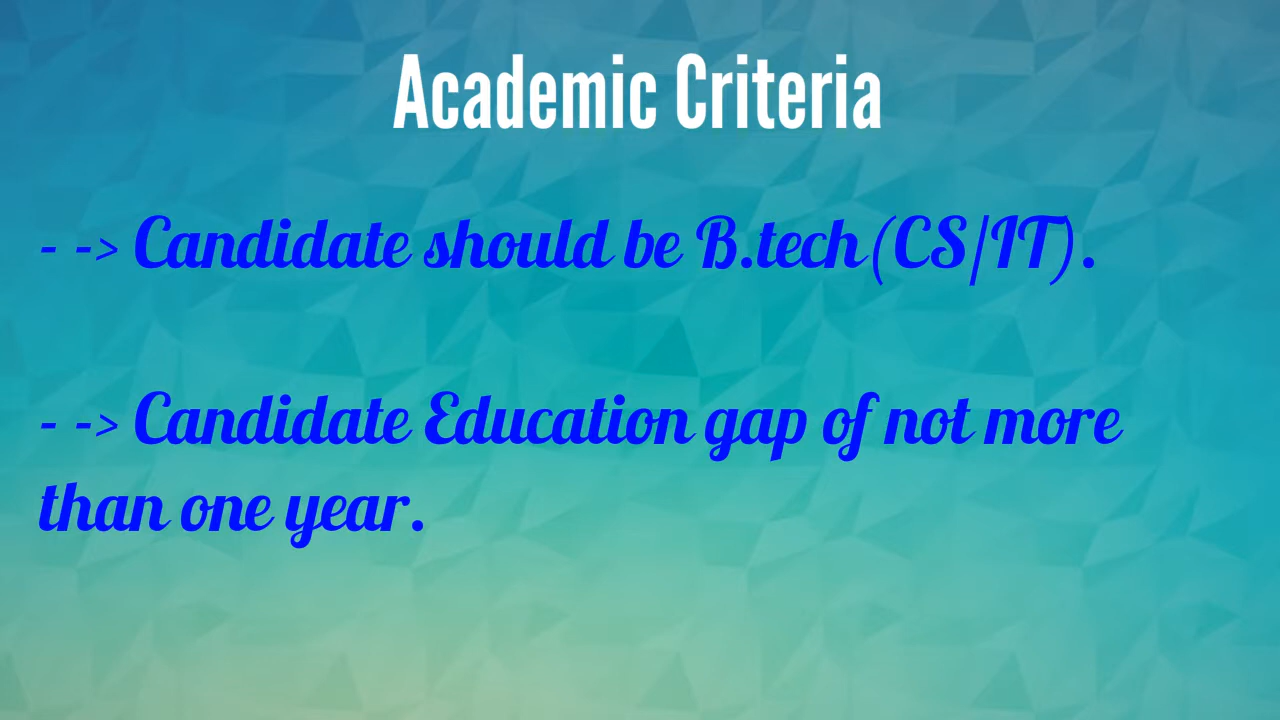 Academic Criteria
- -> Candidate should be B.tech(CS/IT).
- -> Candidate Education gap of not more
than one year.